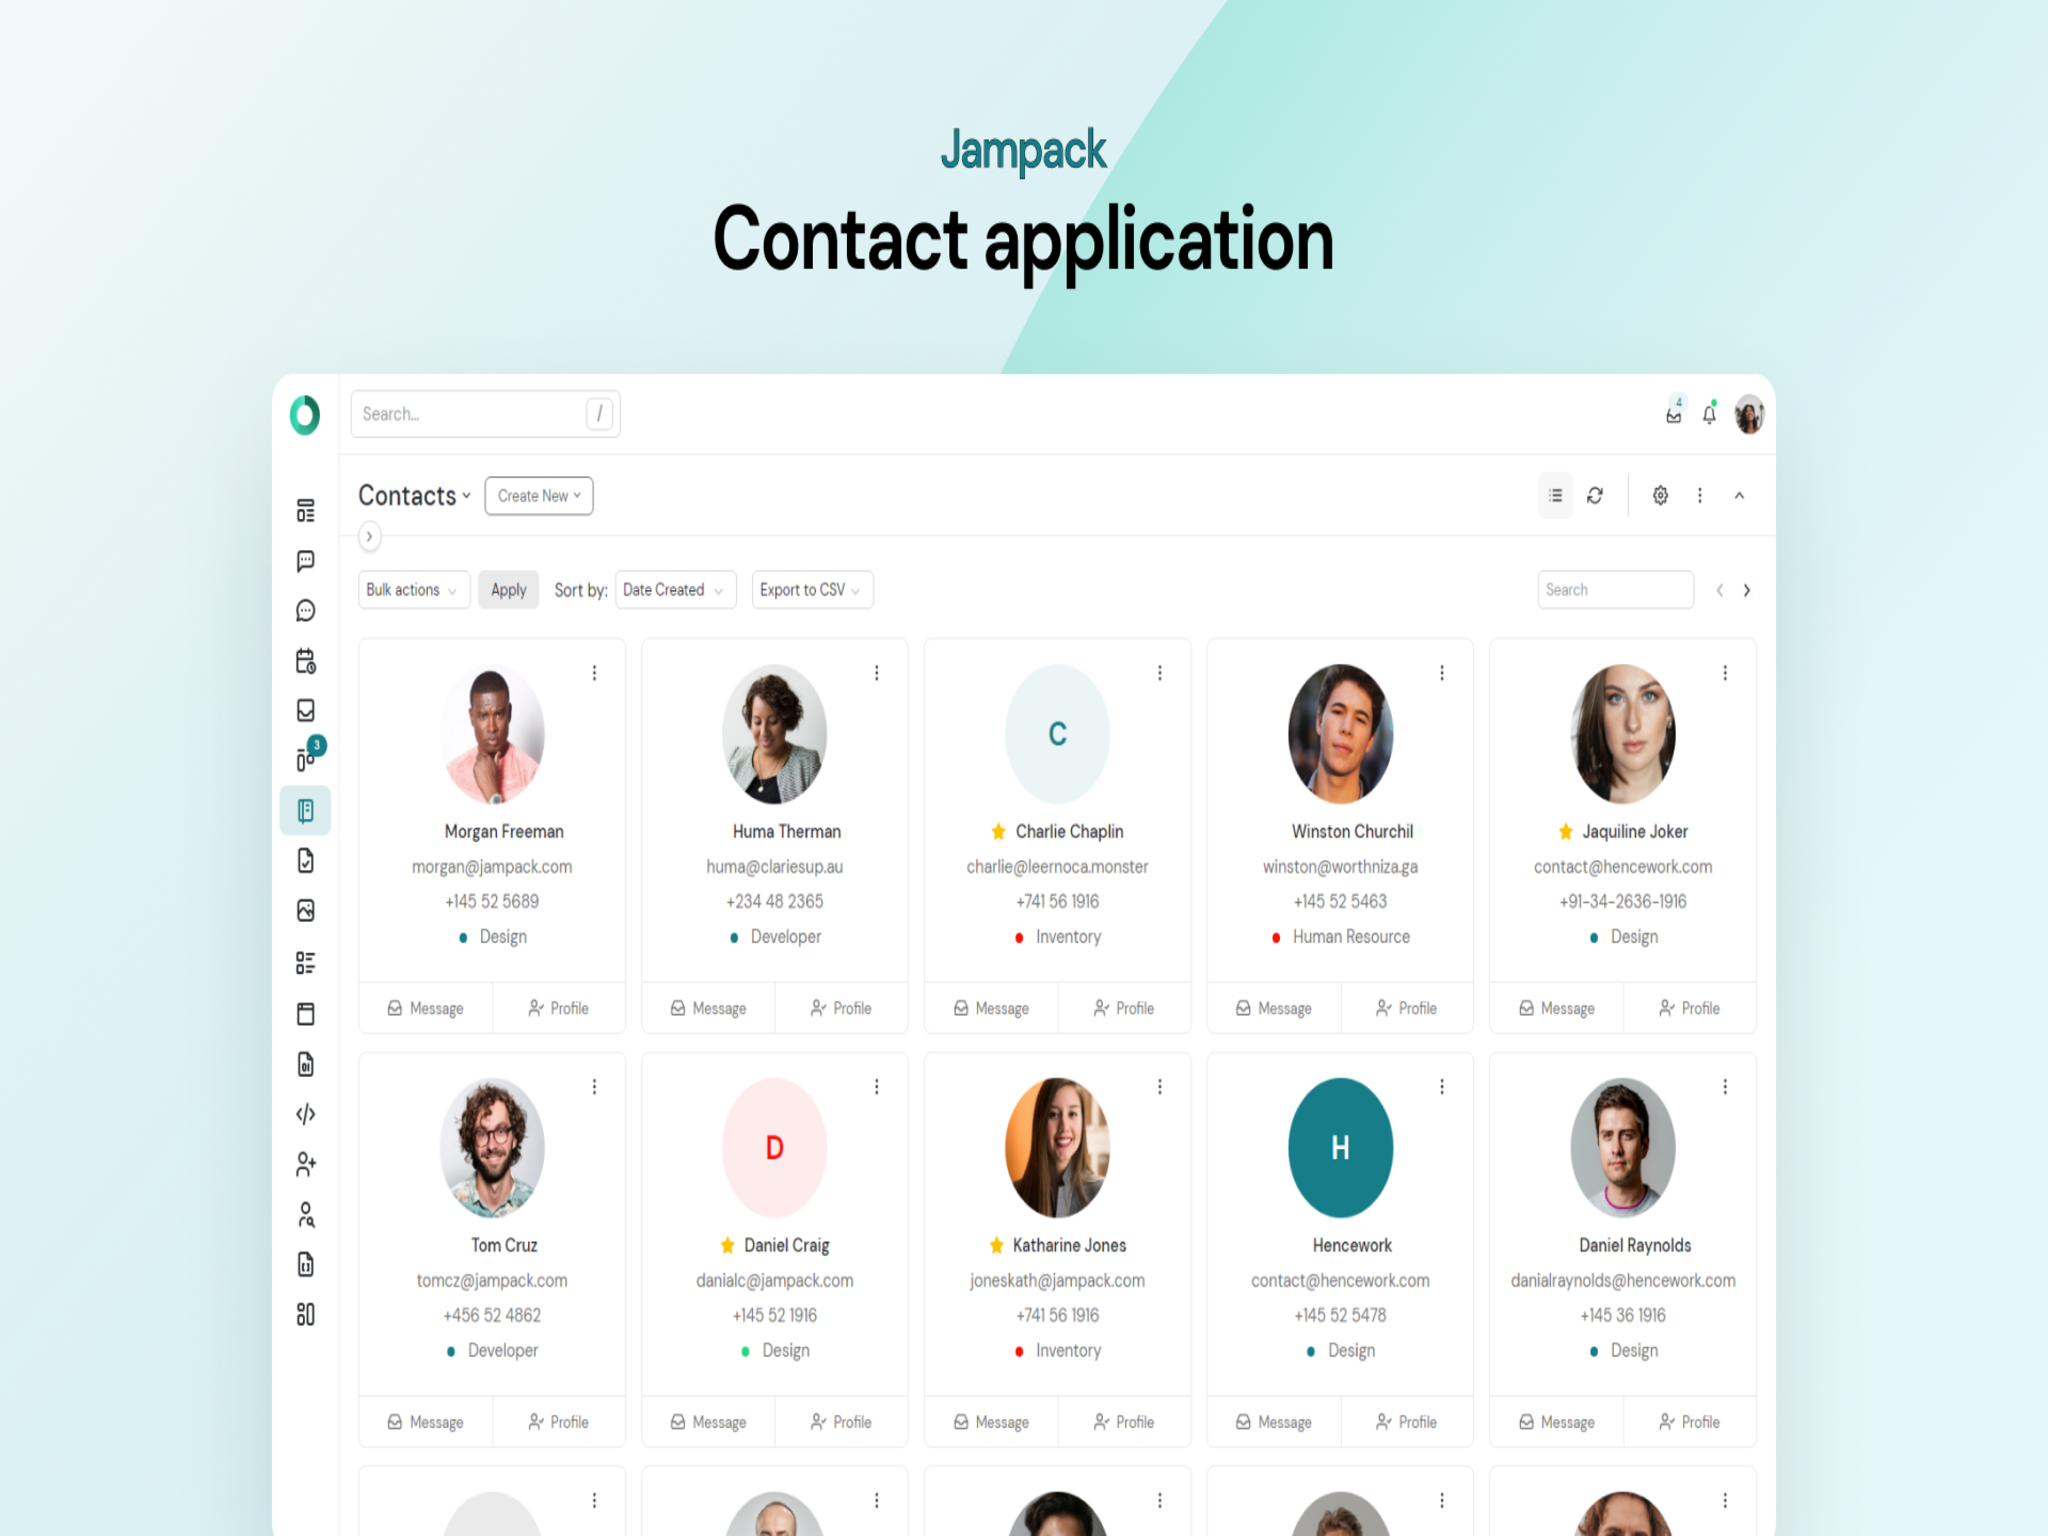 Jampack
Contact application
Search... /
4
Contacts Create New
Bulk actions Apply Sort by: Date Created Export to CSV Search
3
C
Morgan Freeman Huma Therman Charlie Chaplin Winston Churchil Jaquiline Joker
morgan@jampack.com huma@clariesup.au charlie@leernoca.monster winston@worthniza.ga contact@hencework.com
+145 52 5689 +234 48 2365 +741 56 1916 +145 52 5463 +91-34-2636-1916
Design Developer Inventory Human Resource Design
Message Profile Message Profile Message Profile Message Profile Message Profile
D H
Tom Cruz Daniel Craig Katharine Jones Hencework Daniel Raynolds
tomcz@jampack.com danialc@jampack.com joneskath@jampack.com contact@hencework.com danialraynolds@hencework.com
+456 52 4862 +145 52 1916 +741 56 1916 +145 52 5478 +145 36 1916
Developer Design Inventory Design Design
Message Profile Message Profile Message Profile Message Profile Message Profile